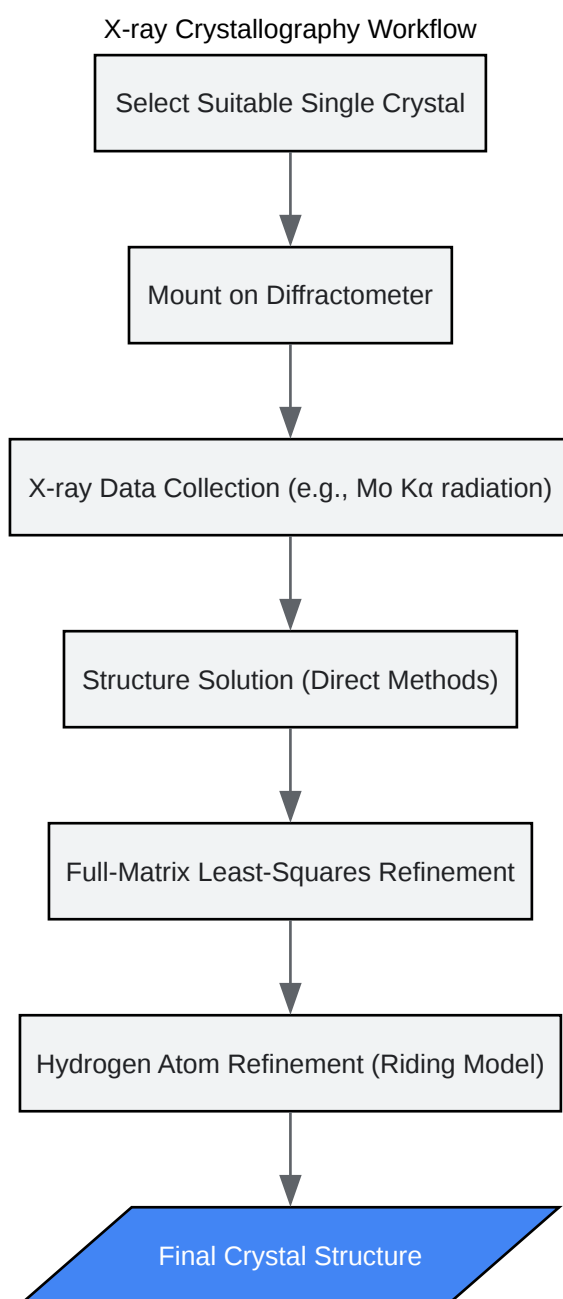 X-ray Crystallography Workflow
Select Suitable Single Crystal
Mount on Diffractometer
X-ray Data Collection (e.g., Mo Kα radiation)
Structure Solution (Direct Methods)
Full-Matrix Least-Squares Refinement
Hydrogen Atom Refinement (Riding Model)
Final Crystal Structure